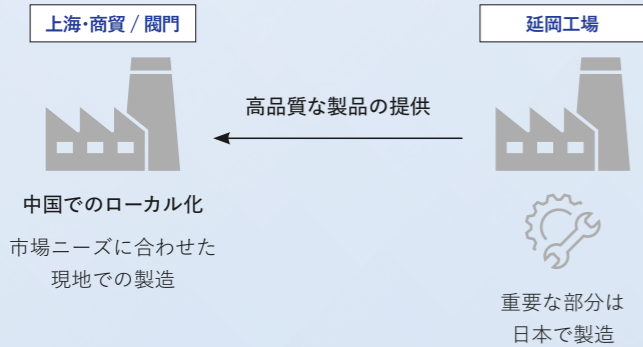 上海・商貿 / 閥門
延岡工場
高品質な製品の提供
中国でのローカル化
市場ニーズに合わせた
現地での製造
重要な部分は
日本で製造